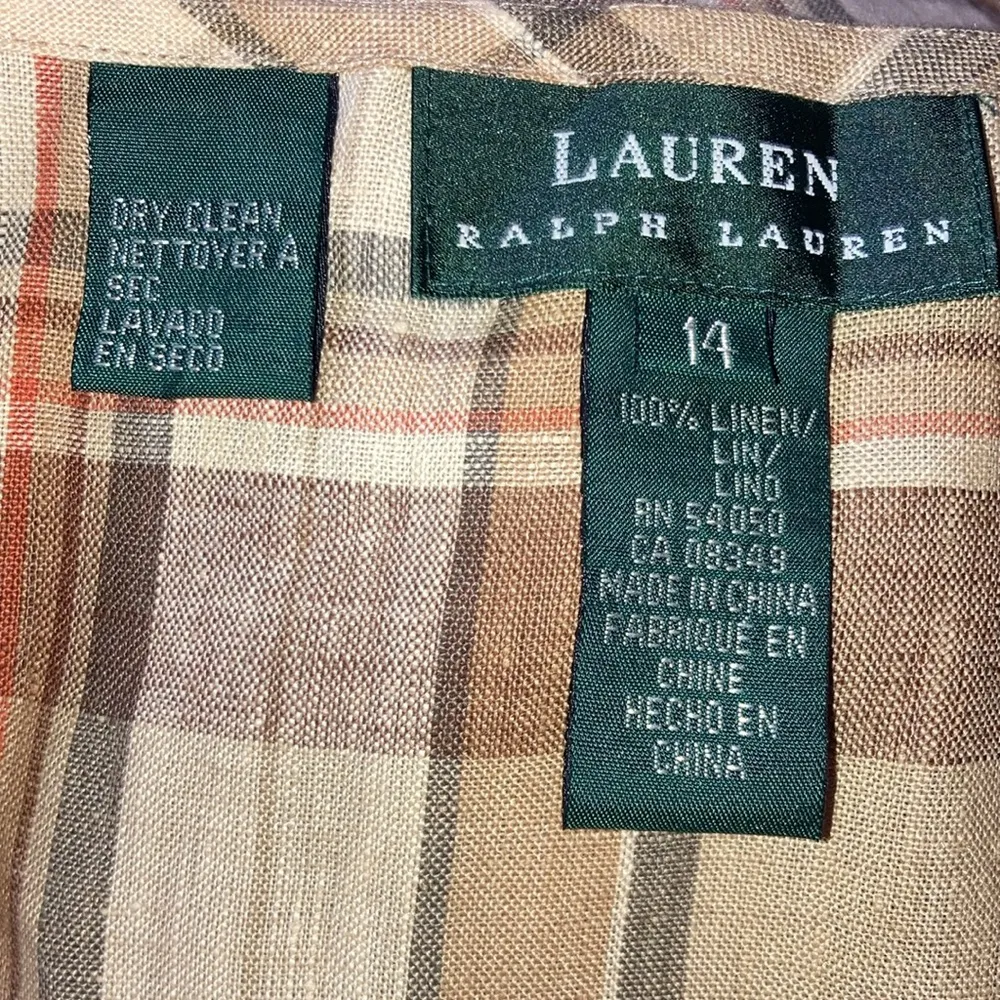 DRY CLEAN
NETTOYER A
SEC
LAVADO
EN SECO
LAUREN
RALPH LAUREN
14
100% LINEN/
LIN/
LINO
RN 54050
CA 08349
MADE IN CHINA
FABRIQUE EN
CHINE
HECHO EN
CHINA